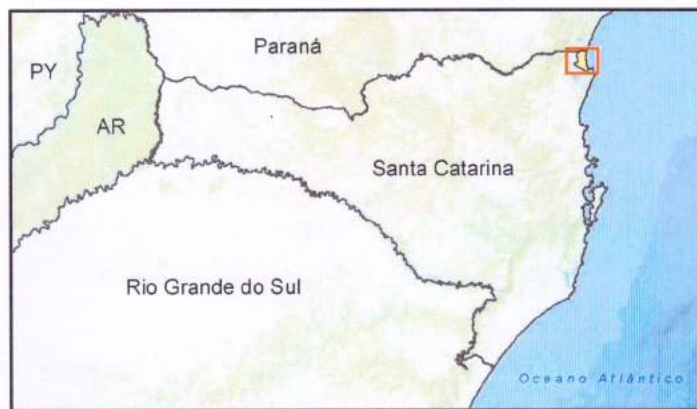 Paraná
PY
AR
Santa Catarina
Rio Grande do Sul
Oceano Atlântico